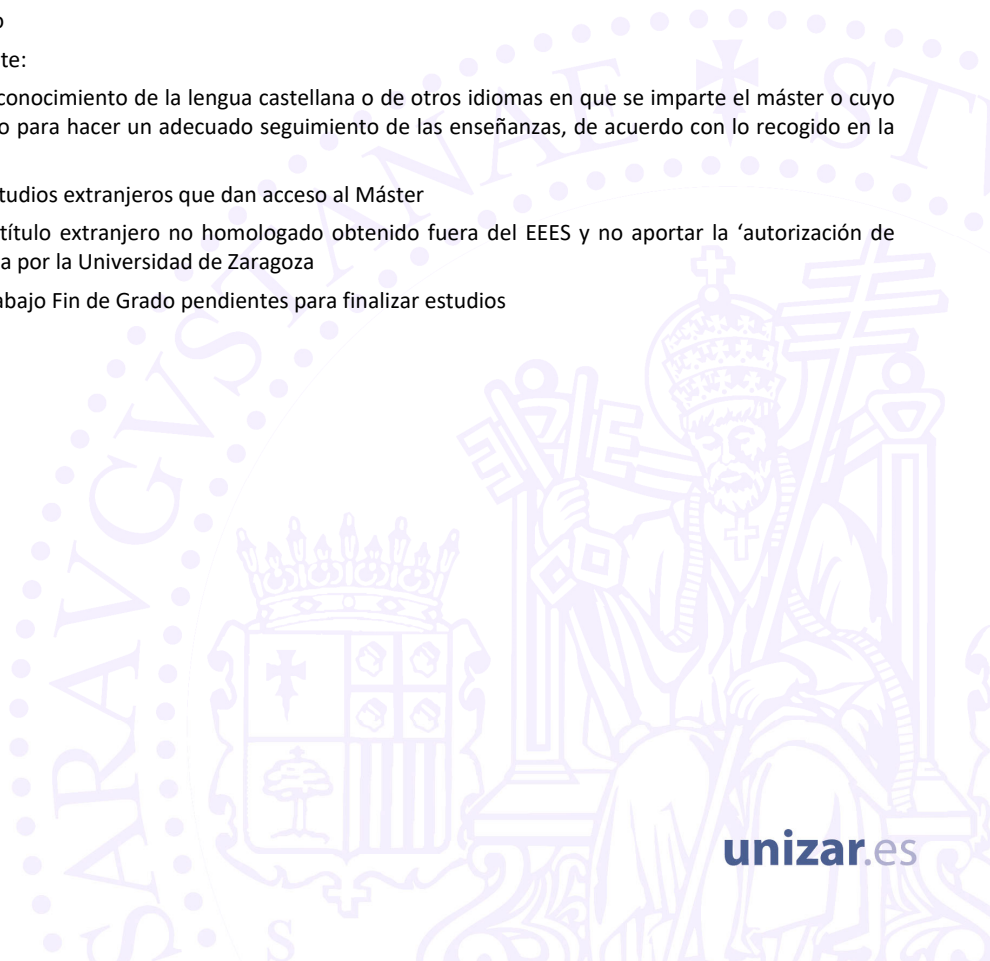 o
te:
conocimiento de la lengua castellana o de otros idiomas en que se imparte el máster o cuyo
o para hacer un adecuado seguimiento de las enseñanzas, de acuerdo con lo recogido en la
tudios extranjeros que dan acceso al Máster
título extranjero no homologado obtenido fuera del EEES y no aportar la ‘autorización de
a por la Universidad de Zaragoza
abajo Fin de Grado pendientes para finalizar estudios
SARAVGVSTANAE ST
S
unizar.es